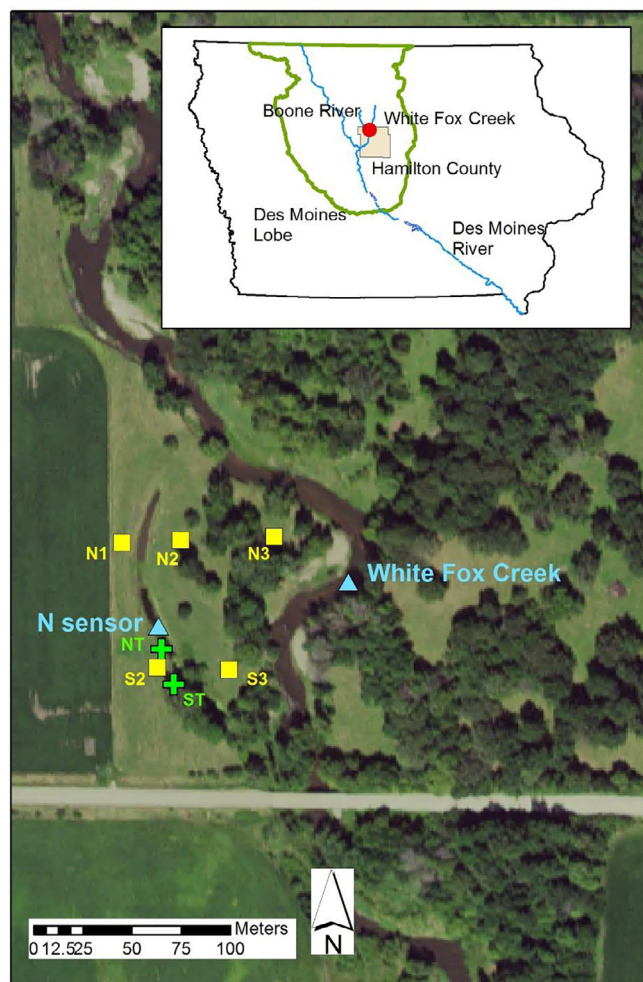 Boone River
White Fox Creek
Hamilton County
Des Moines
Lobe
Des Moines
River
N1
N2
N3
White Fox Creek
N sensor
NT
S2
S3
ST
Meters
0 12.5 25 50 75 100
N